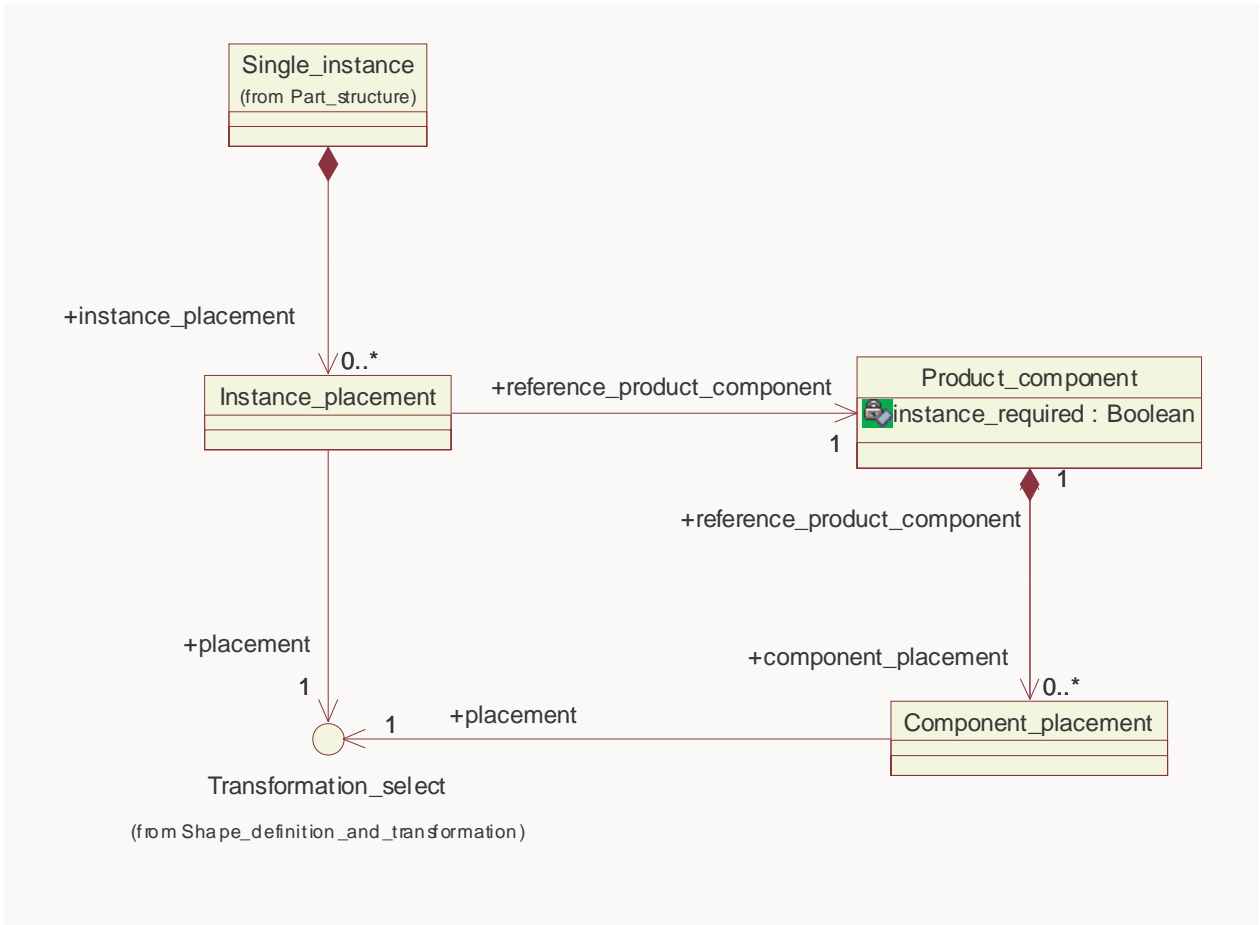 Single_instance
(from Part_structure)
+instance_placement
0..*
Instance_placement
+reference_product_component
1
Product_component
instance_required : Boolean
1
+reference_product_component
+placement
1
+component_placement
0..*
+placement
1
Component_placement
Transformation_select
(from Shape_definition_and_transformation)